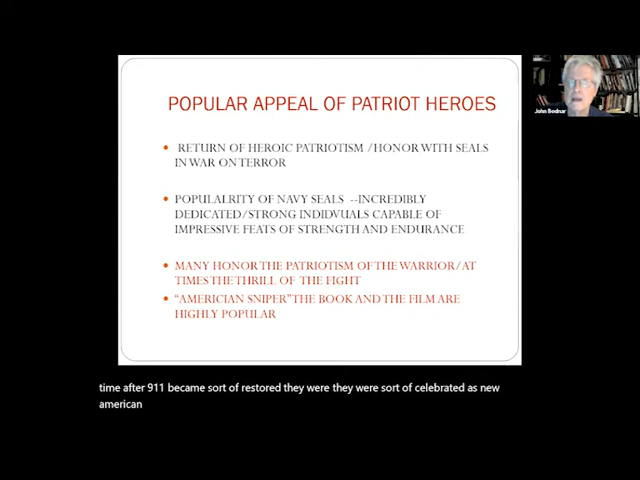 POPULAR APPEAL OF PATRIOT HEROES
John Bodnar
• RETURN OF HEROIC PATRIOTISM /HONOR WITH SEALS
IN WAR ON TERROR
• POPULALRITY OF NAVY SEALS --INCREDIBLY
DEDICATED/STRONG INDIDVUALS CAPABLE OF
IMPRESSIVE FEATS OF STRENGTH AND ENDURANCE
• MANY HONOR THE PATRIOTISM OF THE WARRIOR/AT
TIMES THE THRILL OF THE FIGHT
• “AMERICIAN SNIPER” THE BOOK AND THE FILM ARE
HIGHLY POPULAR
time after 911 became sort of restored they were they were sort of celebrated as new
american